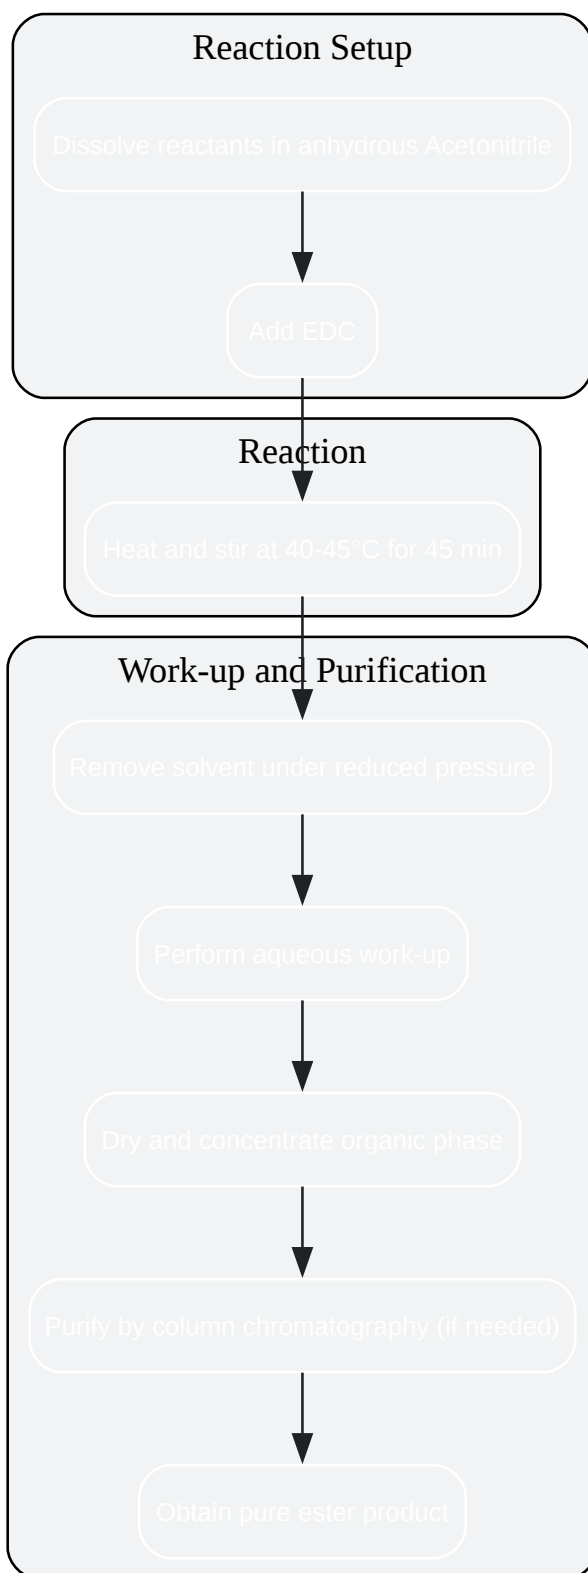 Reaction Setup
Dissolve reactants in anhydrous Acetonitrile
Add EDC
Reaction
Heat and stir at 40-45°C for 45 min
Work-up and Purification
Remove solvent under reduced pressure
Perform aqueous work-up
Dry and concentrate organic phase
Purify by column chromatography (if needed)
Obtain pure ester product